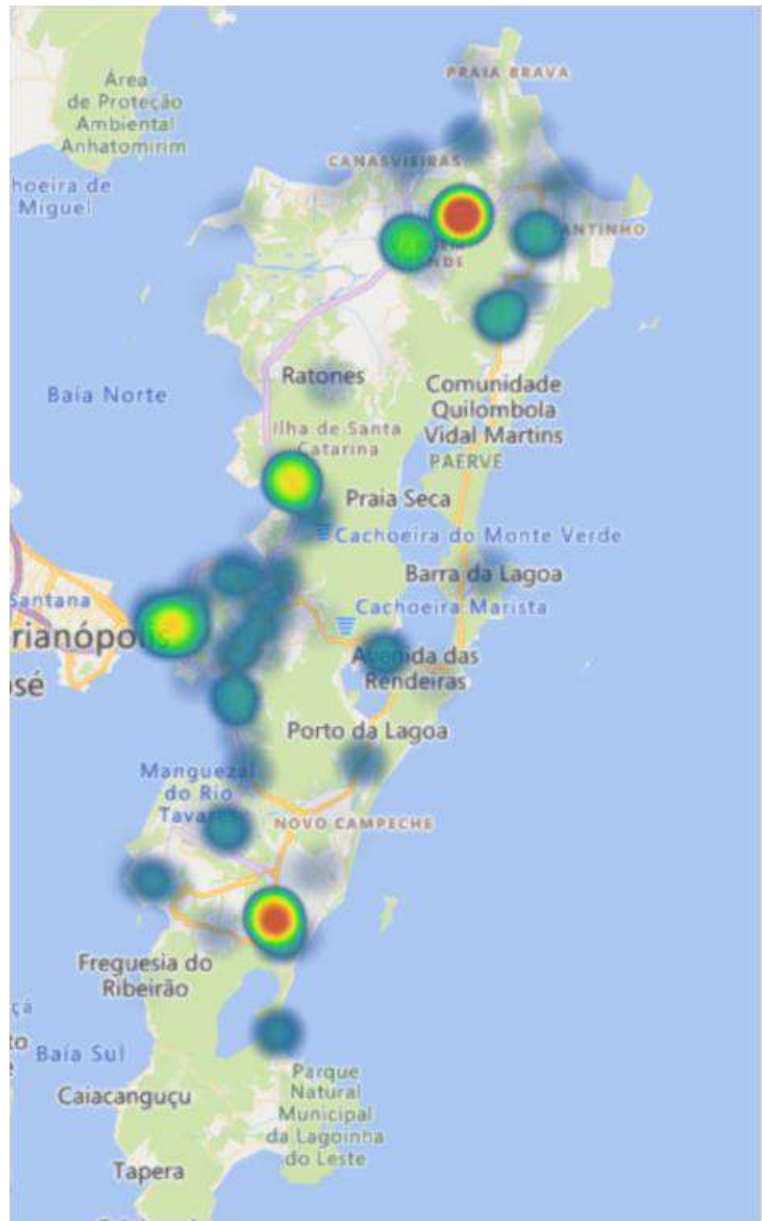 PRAIA BRAVA
Área
de Proteção
Ambiental
Anhatomirim
CANASVIEIRAS
hoeira de
Miguel
ANTINHO
NDE
Ratones
Baía Norte
Comunidade
Quilombola
Vidal Martins
Ilha de Santa
Catarina
PAERVE
Praia Seca
Cachoeira do Monte Verde
Barra da Lagoa
Santana
Cachoeira Marista
rianópolis
Avenida das
Rendeiras
osé
Porto da Lagoa
Manguezal
do Rio
Tavares
NOVO CAMPECHE
Freguesia do
Ribeirão
çá
to
Baía Sul
Parque
Natural
Municipal
da Lagoinha
do Leste
Caiacanguçu
Tapera